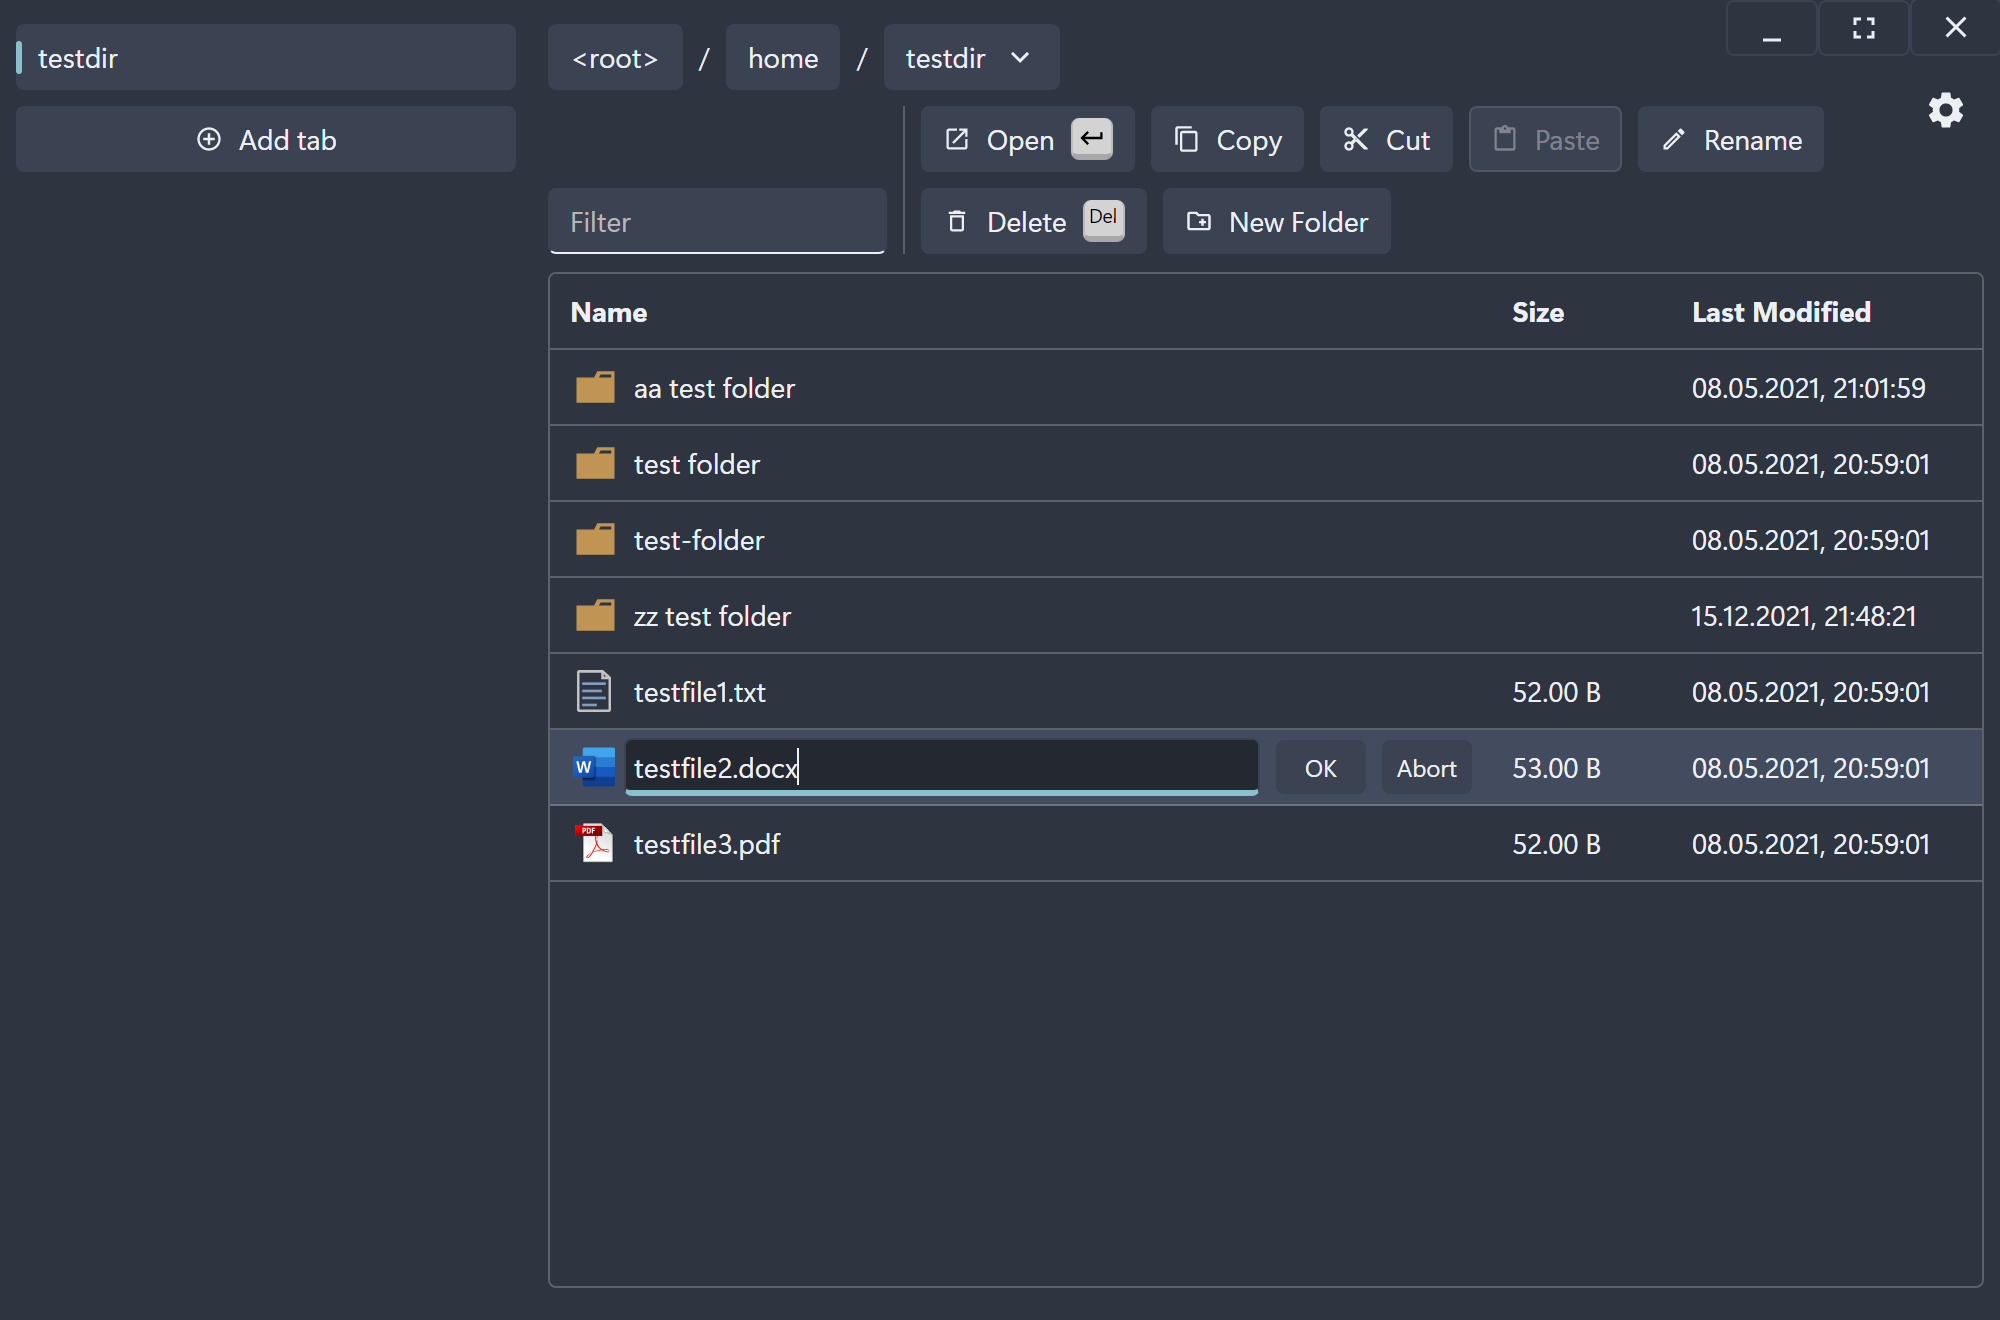 testdir
Add tab
<root> / home / testdir
Open Copy Cut Paste Rename
Filter
Delete Del New Folder
Name Size Last Modified
aa test folder 08.05.2021, 21:01:59
test folder 08.05.2021, 20:59:01
test-folder 08.05.2021, 20:59:01
zz test folder 15.12.2021, 21:48:21
testfile1.txt 52.00 B 08.05.2021, 20:59:01
W testfile2.docx OK Abort 53.00 B 08.05.2021, 20:59:01
PDF testfile3.pdf 52.00 B 08.05.2021, 20:59:01